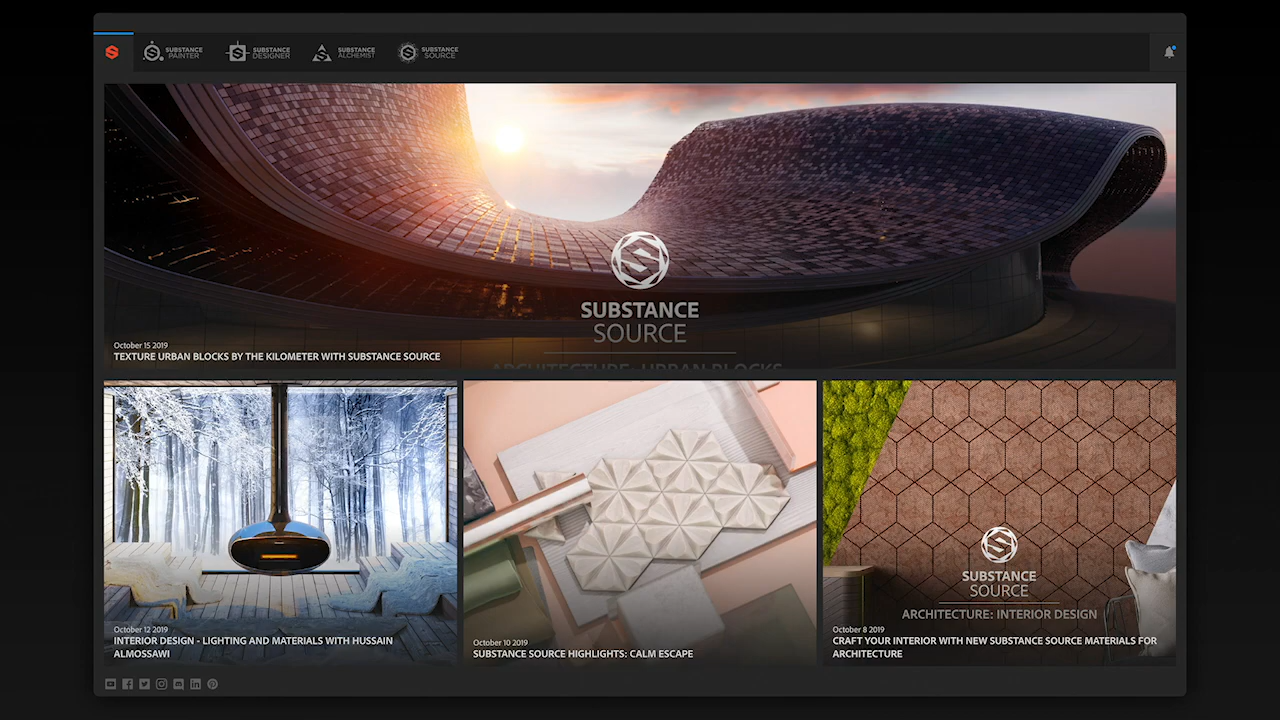 SUBSTANCE PAINTER
SUBSTANCE DESIGNER
SUBSTANCE ALCHEMIST
SUBSTANCE SOURCE
SUBSTANCE
SOURCE
ARCHITECTURE: URBAN BLOCKS
October 15 2019
TEXTURE URBAN BLOCKS BY THE KILOMETER WITH SUBSTANCE SOURCE
October 12 2019
INTERIOR DESIGN - LIGHTING AND MATERIALS WITH HUSSAIN
ALMOSSAWI
October 10 2019
SUBSTANCE SOURCE HIGHLIGHTS: CALM ESCAPE
SUBSTANCE
SOURCE
ARCHITECTURE: INTERIOR DESIGN
October 8 2019
CRAFT YOUR INTERIOR WITH NEW SUBSTANCE SOURCE MATERIALS FOR
ARCHITECTURE